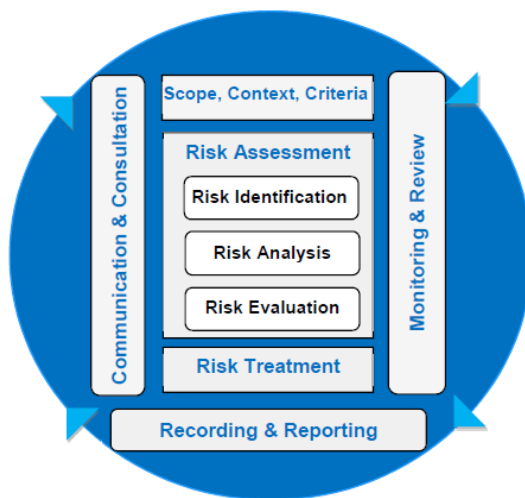 Scope, Context, Criteria
Communication & Consultation
Risk Assessment
Risk Identification
Risk Analysis
Risk Evaluation
Monitoring & Review
Risk Treatment
Recording & Reporting